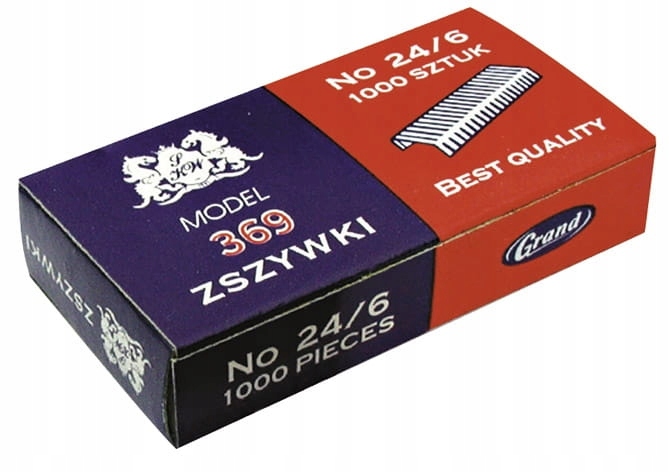 MODEL
369
ZSZYWKI
No 24/6
1000 SZTUK
BEST QUALITY
Grand
No 24/6
1000 PIECES
ZSZYWKI